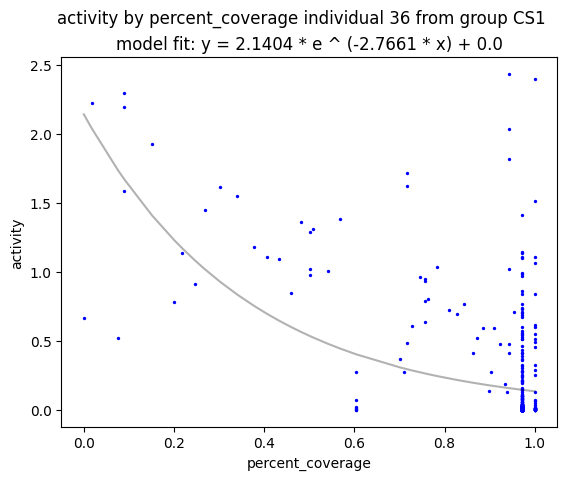 activity by percent_coverage individual 36 from group CS1
model fit: y = 2.1404 * e ^ (-2.7661 * x) + 0.0
2.5
2.0
1.5
1.0
0.5
0.0
activity
0.0 0.2 0.4 0.6 0.8 1.0
percent_coverage